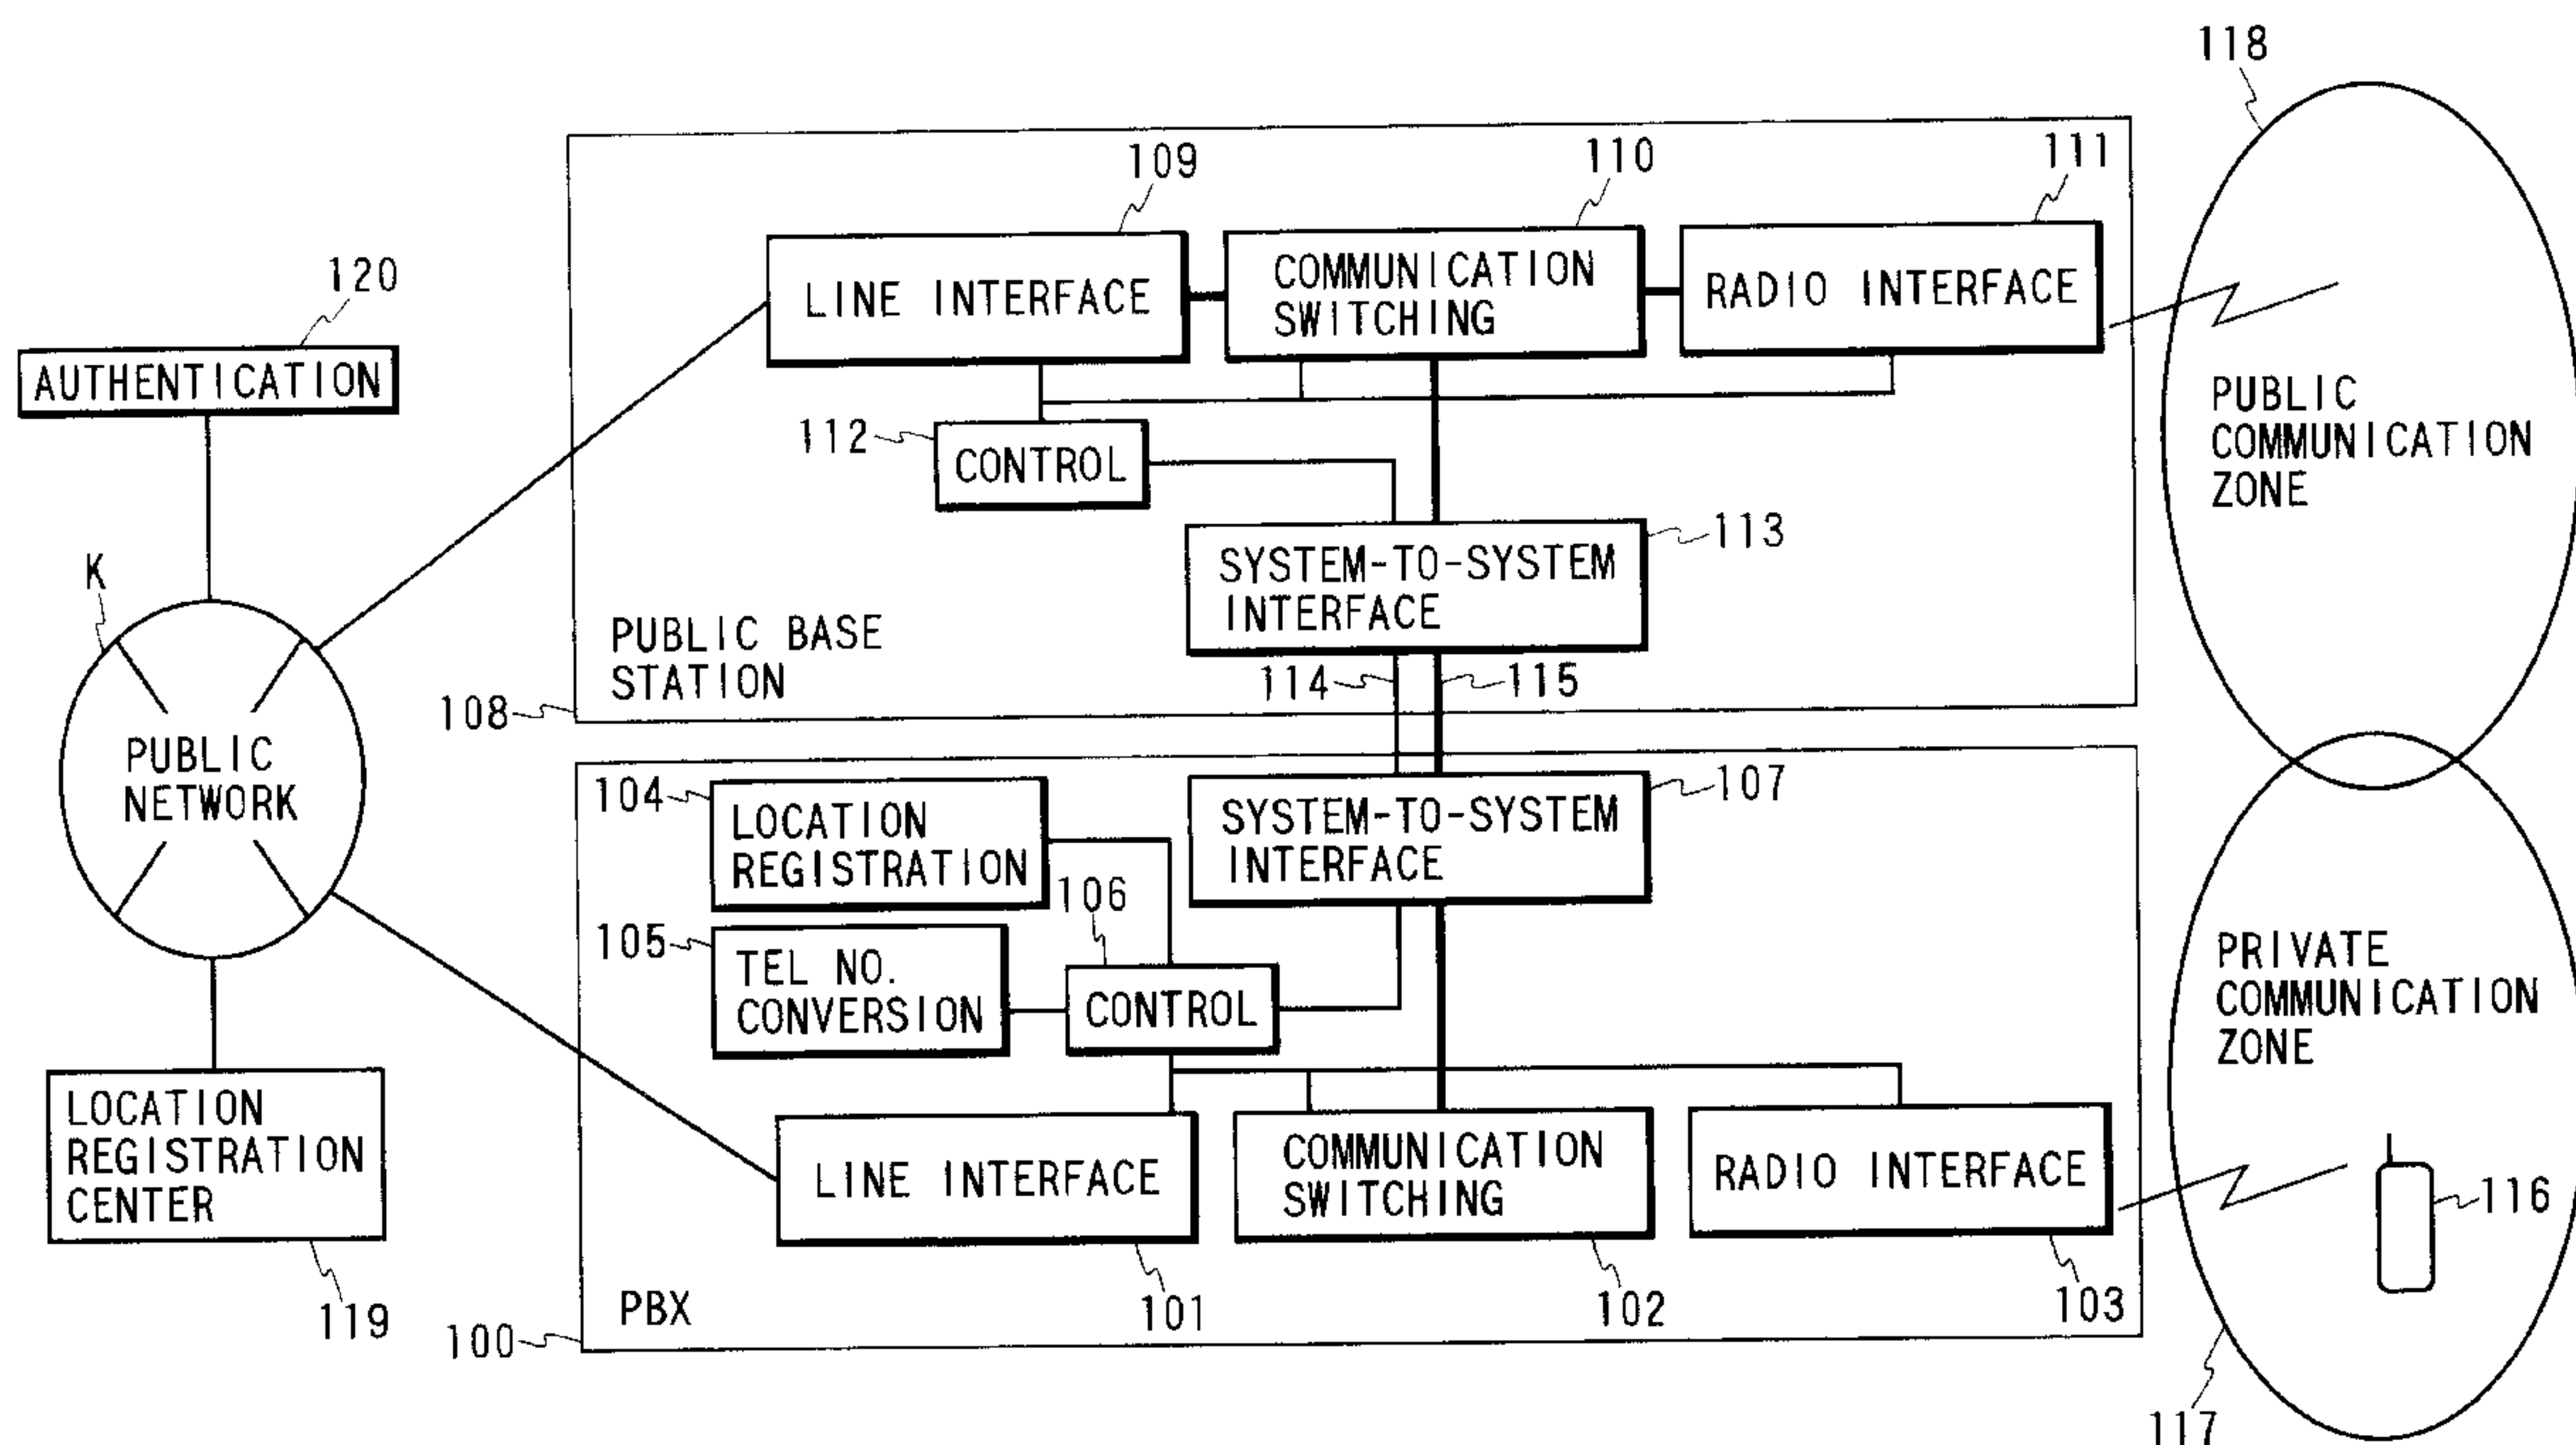 118
109
110
111
LINE INTERFACE
COMMUNICATION
SWITCHING
RADIO INTERFACE
120
AUTHENTICATION
112
CONTROL
PUBLIC
COMMUNICATION
ZONE
113
SYSTEM-TO-SYSTEM
INTERFACE
K
PUBLIC BASE
STATION
114
115
108
PUBLIC
NETWORK
104
LOCATION
REGISTRATION
107
SYSTEM-TO-SYSTEM
INTERFACE
106
105
TEL NO.
CONVERSION
CONTROL
PRIVATE
COMMUNICATION
ZONE
LOCATION
REGISTRATION
CENTER
LINE INTERFACE
COMMUNICATION
SWITCHING
RADIO INTERFACE
116
119
PBX
100
101
102
103
117